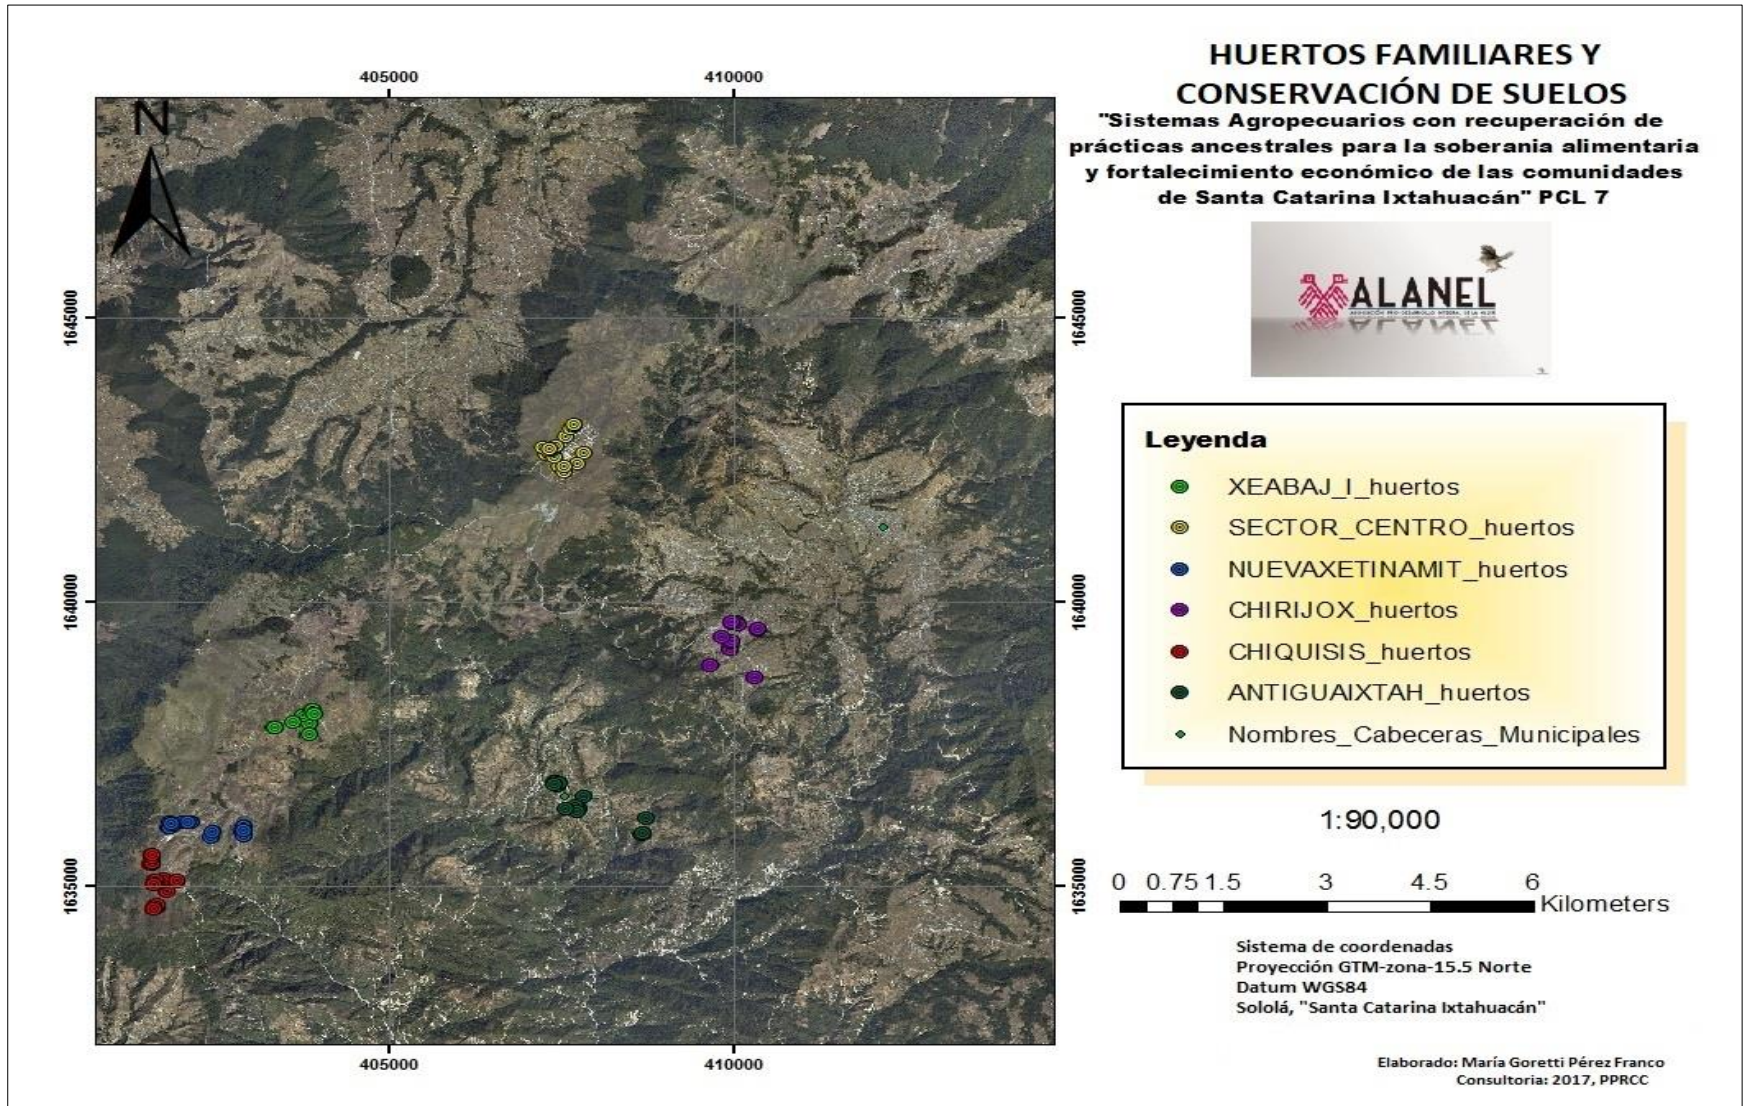 HUERTOS FAMILIARES Y
CONSERVACIÓN DE SUELOS
"Sistemas Agropecuarios con recuperación de
prácticas ancestrales para la soberania alimentaria
y fortalecimiento económico de las comunidades
de Santa Catarina Ixtahuacán" PCL 7
ALANEL
405000
410000
N
1645000
1645000
1640000
1640000
1635000
1635000
405000
410000
Leyenda
XEABAJ_I_huertos
SECTOR_CENTRO_huertos
NUEVAXETINAMIT_huertos
CHIRIJOX_huertos
CHIQUISIS_huertos
ANTIGUAIXTAH_huertos
Nombres_Cabeceras_Municipales
1:90,000
0 0.75 1.5 3 4.5 6
Kilometers
Sistema de coordenadas
Proyección GTM-zona-15.5 Norte
Datum WGS84
Sololá, "Santa Catarina Ixtahuacán"
Elaborado: María Goretti Pérez Franco
Consultoria: 2017, PPRCC